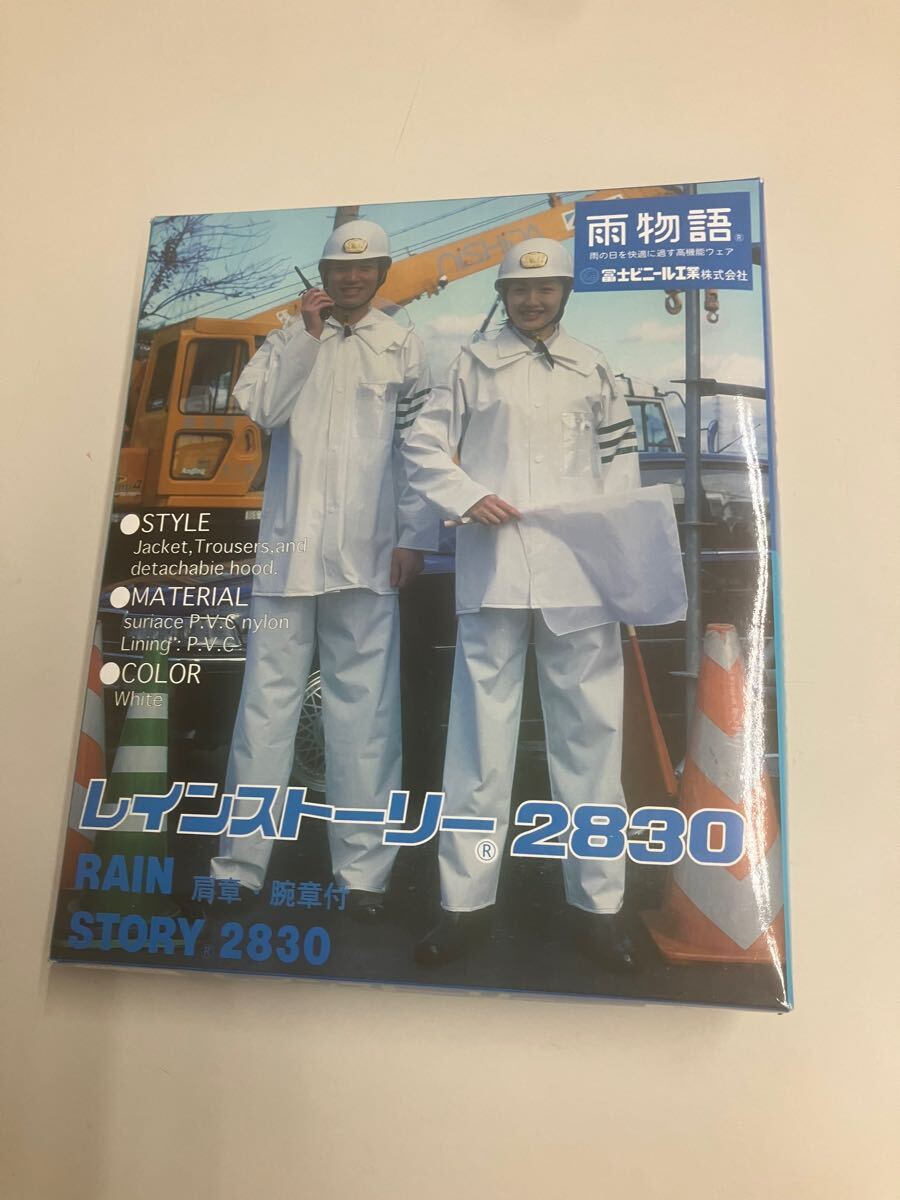 雨物語®
雨の日を快適に過す高機能ウェア
冨士ビニール工業株式会社
NISHIDA
●STYLE
Jacket,Trousers,and
detachabie hood.
●MATERIAL
suriace P.V.C nylon
Lining: P.V.C
●COLOR
White
レインストーリー® 2830
RAIN 肩章・腕章付
STORY® 2830